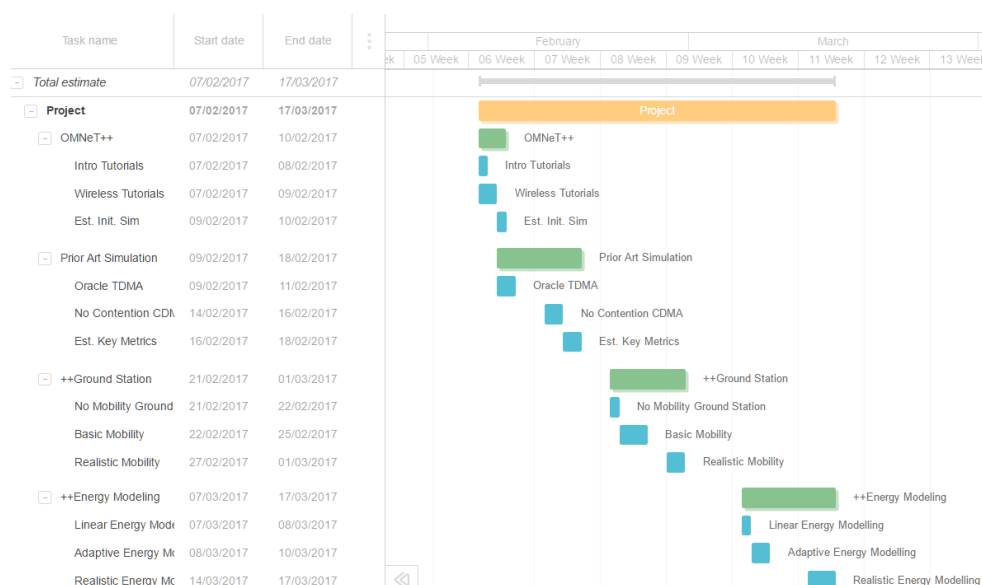 Task name Start date End date February March
ek 05 Week 06 Week 07 Week 08 Week 09 Week 10 Week 11 Week 12 Week 13 Week
Total estimate 07/02/2017 17/03/2017
Project 07/02/2017 17/03/2017 Project
OMNeT++ 07/02/2017 10/02/2017 OMNeT++
Intro Tutorials 07/02/2017 08/02/2017 Intro Tutorials
Wireless Tutorials 07/02/2017 09/02/2017 Wireless Tutorials
Est. Init. Sim 09/02/2017 10/02/2017 Est. Init. Sim
Prior Art Simulation 09/02/2017 18/02/2017 Prior Art Simulation
Oracle TDMA 09/02/2017 11/02/2017 Oracle TDMA
No Contention CDM 14/02/2017 16/02/2017 No Contention CDMA
Est. Key Metrics 16/02/2017 18/02/2017 Est. Key Metrics
++Ground Station 21/02/2017 01/03/2017 ++Ground Station
No Mobility Ground 21/02/2017 22/02/2017 No Mobility Ground Station
Basic Mobility 22/02/2017 25/02/2017 Basic Mobility
Realistic Mobility 27/02/2017 01/03/2017 Realistic Mobility
++Energy Modeling 07/03/2017 17/03/2017 ++Energy Modeling
Linear Energy Mode 07/03/2017 08/03/2017 Linear Energy Modelling
Adaptive Energy Mo 08/03/2017 10/03/2017 Adaptive Energy Modelling
Realistic Energy Mo 14/03/2017 17/03/2017 Realistic Energy Modelling